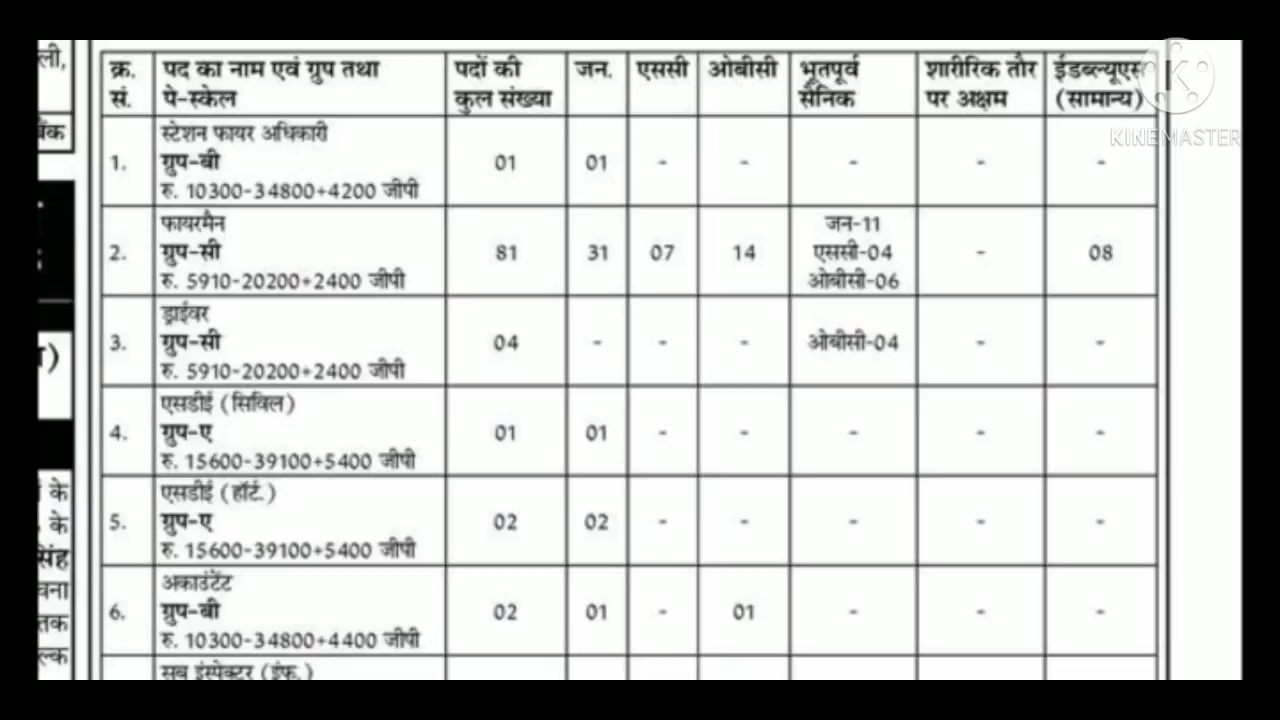 ली,
बैंक
क्र. सं. पद का नाम एवं ग्रुप तथा पे-स्केल पदों की कुल संख्या जन. एससी ओबीसी भूतपूर्व सैनिक शारीरिक तौर पर अक्षम ईडब्ल्यूएस (सामान्य)
KINEMASTER
स्टेशन फायर अधिकारी
1. ग्रुप-बी 01 01 - - - - -
रु. 10300-34800+4200 जीपी
फायरमैन जन-11
2. ग्रुप-सी 81 31 07 14 एससी-04 - 08
रु. 5910-20200+2400 जीपी ओबीसी-06
ड्राईवर
3. ग्रुप-सी 04 - - - ओबीसी-04 - -
रु. 5910-20200+2400 जीपी
एसडीई (सिविल)
4. ग्रुप-ए 01 01 - - - - -
रु. 15600-39100+5400 जीपी
एसडीई (हॉर्ट.)
5. ग्रुप-ए 02 02 - - - - -
रु. 15600-39100+5400 जीपी
अकाउंटेंट
6. ग्रुप-बी 02 01 - 01 - - -
रु. 10300-34800+4400 जीपी
सब इंस्पेक्टर (इंफ.)
के
के
सिंह
तक